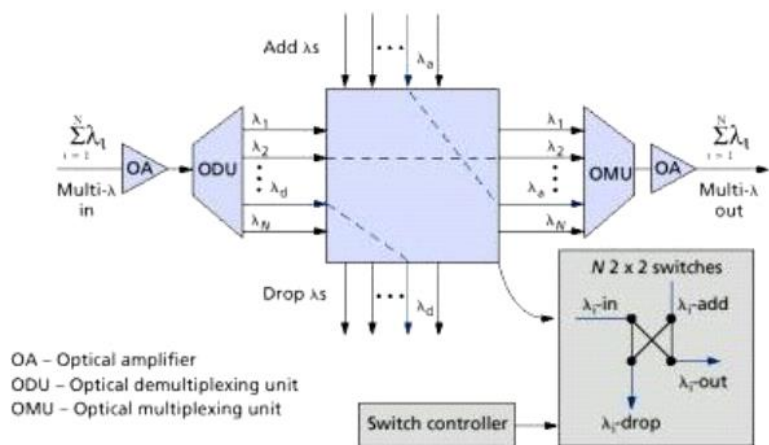 Add λs
λa
N
Σλi
i = 1
Multi-λ
in
OA
ODU
λ1
λ2
λd
λN
λ1
λ2
λa
λN
OMU
OA
N
Σλi
i = 1
Multi-λ
out
Drop λs
λd
N 2 x 2 switches
λi-in
λi-add
λi-out
λi-drop
OA – Optical amplifier
ODU – Optical demultiplexing unit
OMU – Optical multiplexing unit
Switch controller